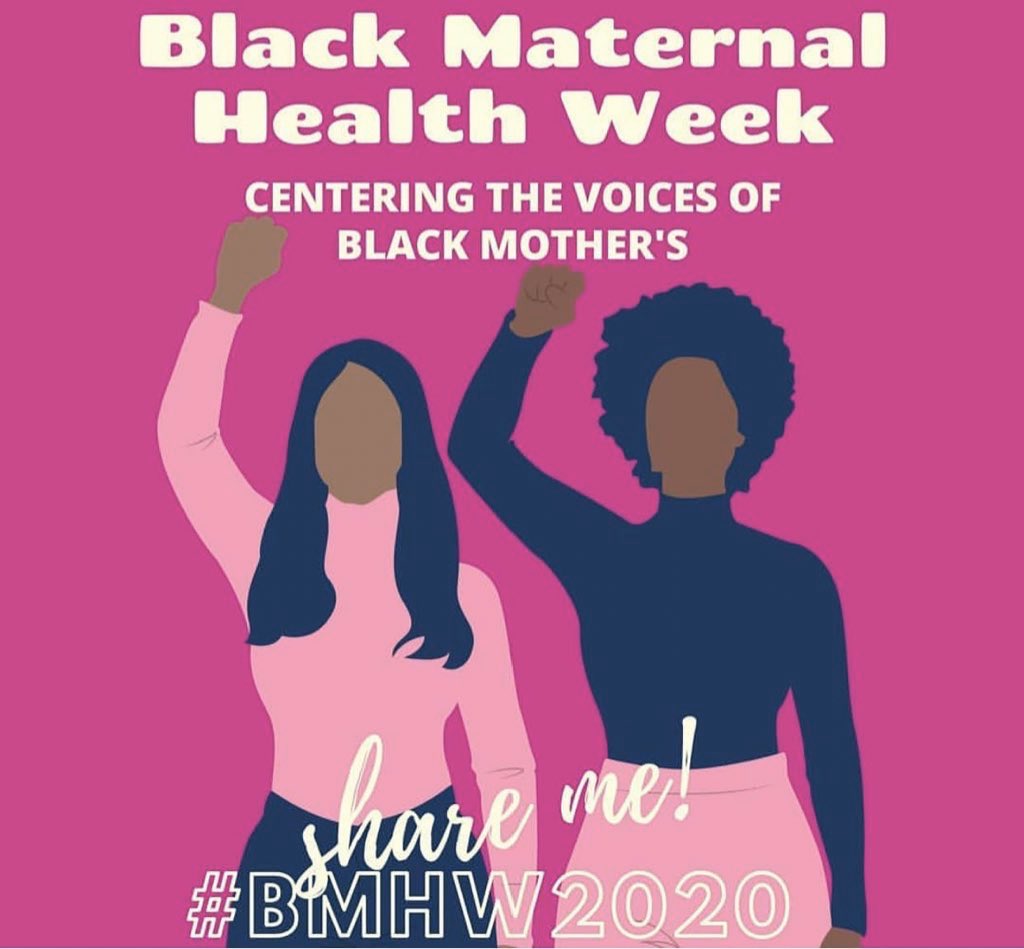 Black Maternal
Health Week
CENTERING THE VOICES OF
BLACK MOTHER'S
share me!
#BMHW2020